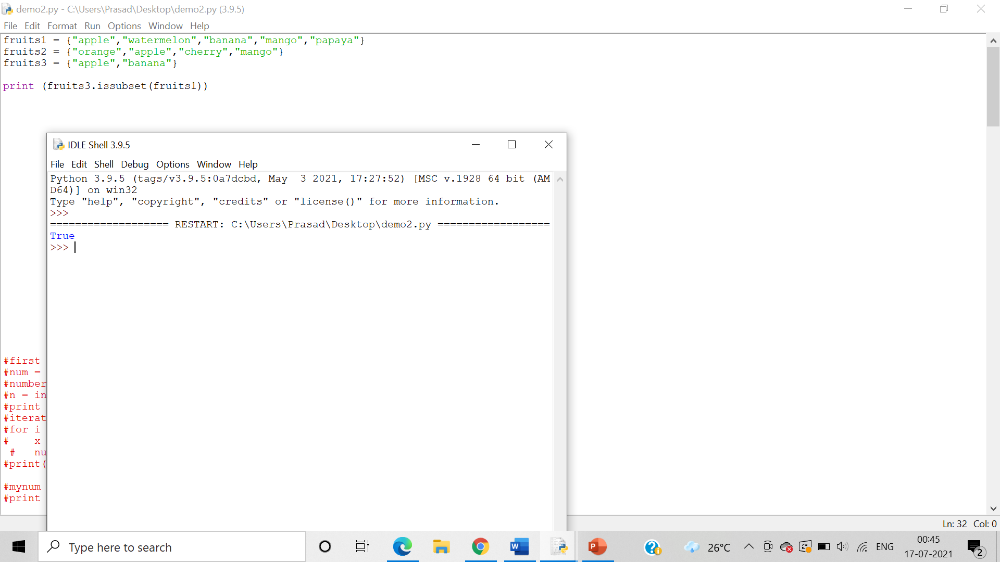 demo2.py - C:\Users\Prasad\Desktop\demo2.py (3.9.5)
File Edit Format Run Options Window Help
fruits1 = {"apple","watermelon","banana","mango","papaya"}
fruits2 = {"orange","apple","cherry","mango"}
fruits3 = {"apple","banana"}
print (fruits3.issubset(fruits1))
IDLE Shell 3.9.5
File Edit Shell Debug Options Window Help
Python 3.9.5 (tags/v3.9.5:0a7dcbd, May  3 2021, 17:27:52) [MSC v.1928 64 bit (AM
D64)] on win32
Type "help", "copyright", "credits" or "license()" for more information.
>>>
=================== RESTART: C:\Users\Prasad\Desktop\demo2.py ==================
True
>>>
#first
#num =
#number
#n = in
#print
#iterat
#for i
#    x
 #   nu
#print(
#mynum
#print
Ln: 32 Col: 0
Type here to search
W
P
26°C
ENG
00:45
17-07-2021
2